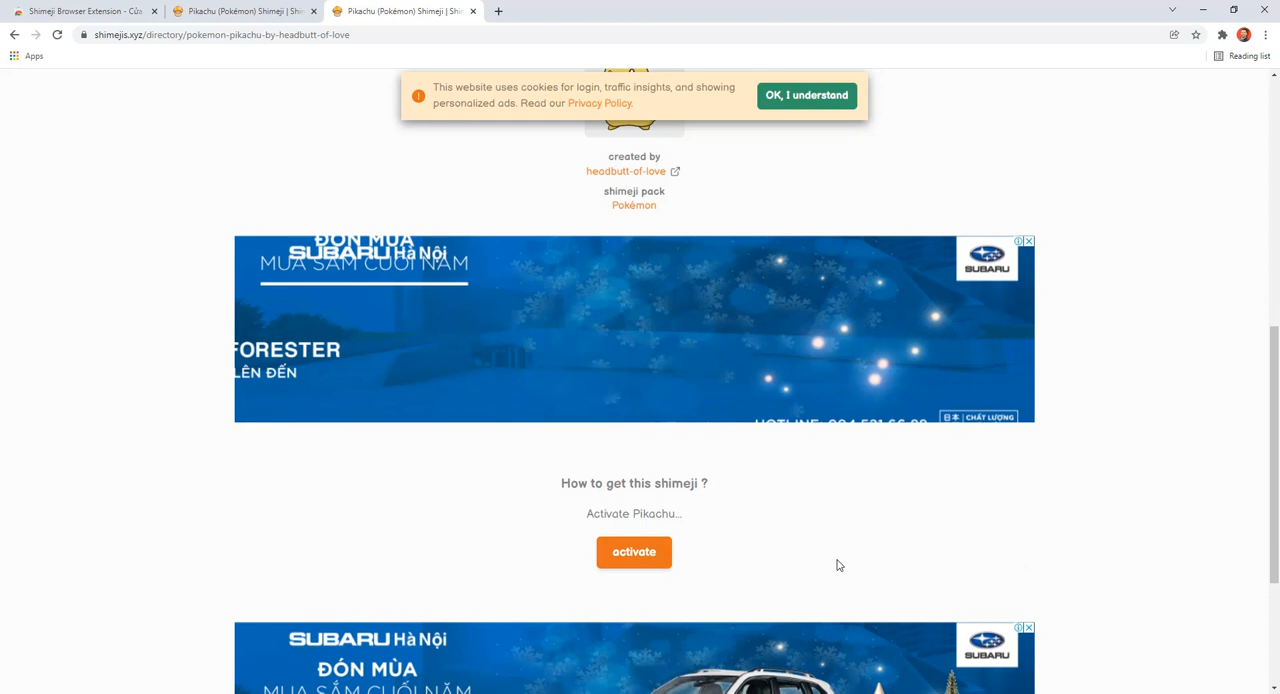 Shimeji Browser Extension - Cửa
Pikachu (Pokémon) Shimeji | Shim
Pikachu (Pokémon) Shimeji | Shim
shimejis.xyz/directory/pokemon-pikachu-by-headbutt-of-love
Apps
Reading list
This website uses cookies for login, traffic insights, and showing
personalized ads. Read our Privacy Policy.
OK, I understand
created by
headbutt-of-love
shimeji pack
Pokémon
ĐÓN MÙA
SUBARU Hà Nội
MUA SẮM CUỐI NĂM
SUBARU
FORESTER
LÊN ĐẾN
日本 CHẤT LƯỢNG
How to get this shimeji ?
Activate Pikachu...
activate
SUBARU Hà Nội
ĐÓN MÙA
MUA SẮM CUỐI NĂM
SUBARU